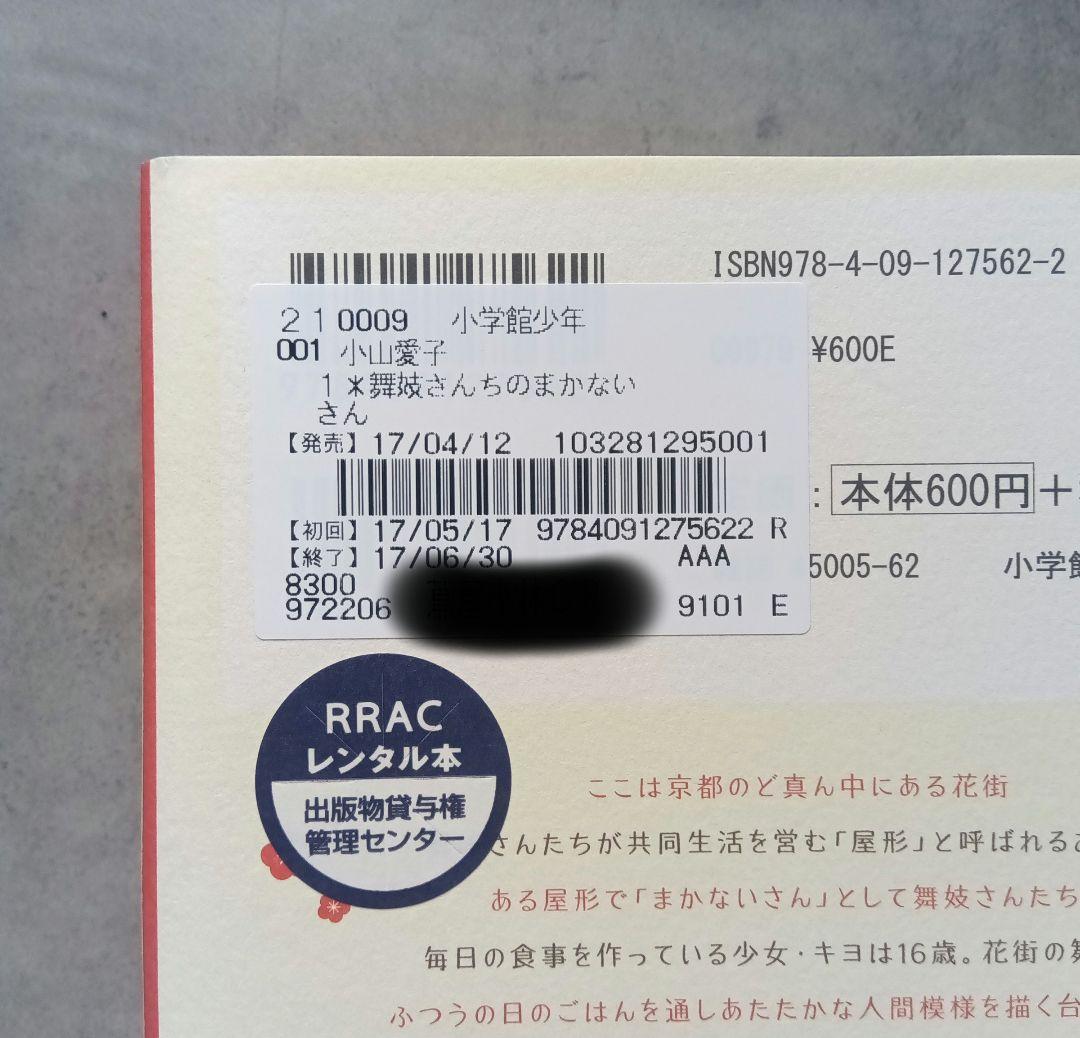 ISBN978-4-09-127562-2
¥600E
:本体600円+
5005-62 小学館
210009 小学館少年
001 小山愛子
1*舞妓さんちのまかない
さん
【発売】17/04/12 103281295001
【初回】17/05/17 9784091275622 R
【終了】17/06/30 AAA
8300
972206 9101 E
RRAC
レンタル本
出版物貸与権
管理センター
ここは京都のど真ん中にある花街
さんたちが共同生活を営む「屋形」と呼ばれる
ある屋形で「まかないさん」として舞妓さんたち
毎日の食事を作っている少女・キヨは16歳。花街の舞
ふつうの日のごはんを通しあたたかな人間模様を描く台